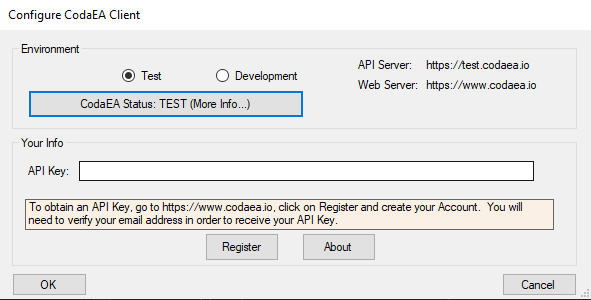 Configure CodaEA Client
Environment
Test
Development
API Server: https://test.codaea.io
Web Server: https://www.codaea.io
CodaEA Status: TEST (More Info...)
Your Info
API Key:
To obtain an API Key, go to https://www.codaea.io, click on Register and create your Account. You will
need to verify your email address in order to receive your API Key.
Register
About
OK
Cancel